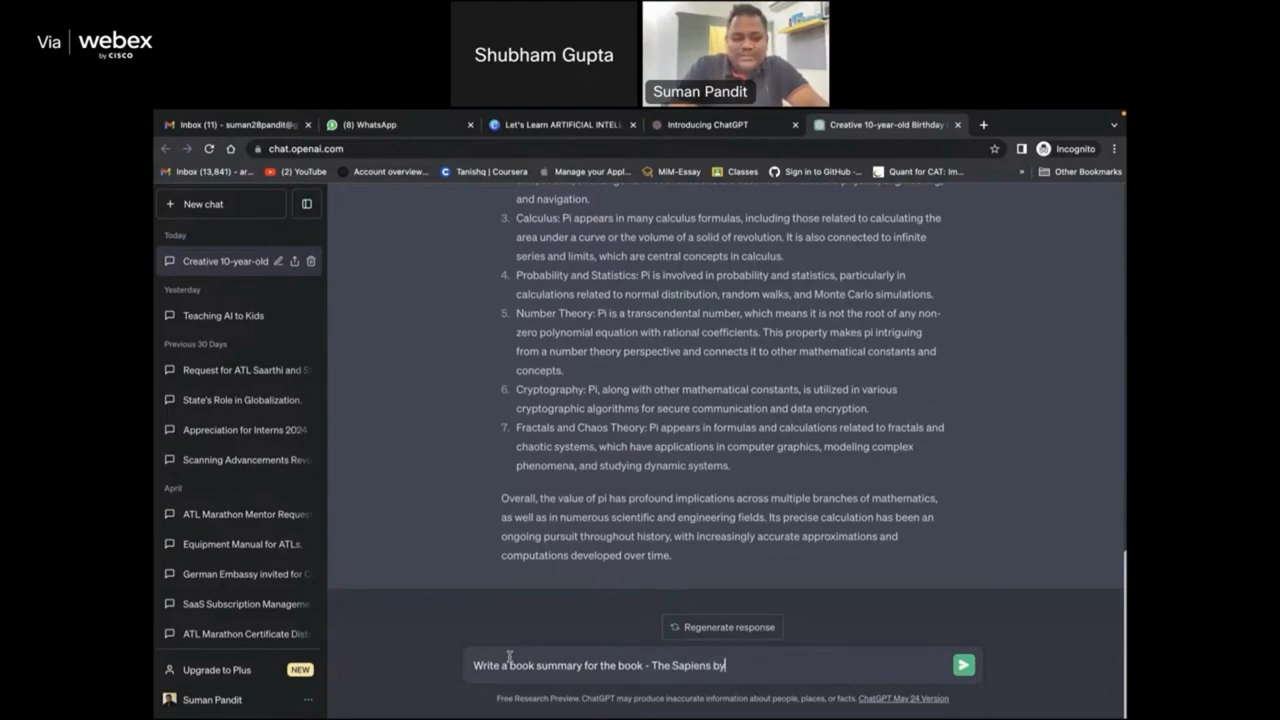 Via webex
by CISCO
Shubham Gupta
Suman Pandit
Inbox (11) - suman28pandit@g
(8) WhatsApp
Let's Learn ARTIFICIAL INTEL
Introducing ChatGPT
Creative 10-year-old Birthday
chat.openai.com
Incognito
Inbox (13,841) - ar...
(2) YouTube
Account overview...
Tanishq | Coursera
Manage your Appl...
MiM-Essay
Classes
Sign in to GitHub ·...
Quant for CAT: Im...
»
Other Bookmarks
+ New chat
Today
Creative 10-year-old
Yesterday
Teaching AI to Kids
Previous 30 Days
Request for ATL Saarthi and S
State's Role in Globalization.
Appreciation for Interns 2024
Scanning Advancements Revo
April
ATL Marathon Mentor Reques
Equipment Manual for ATLs.
German Embassy invited for
SaaS Subscription Manageme
ATL Marathon Certificate Dist
Upgrade to Plus NEW
Suman Pandit ...
and navigation.
3. Calculus: Pi appears in many calculus formulas, including those related to calculating the
area under a curve or the volume of a solid of revolution. It is also connected to infinite
series and limits, which are central concepts in calculus.
4. Probability and Statistics: Pi is involved in probability and statistics, particularly in
calculations related to normal distribution, random walks, and Monte Carlo simulations.
5. Number Theory: Pi is a transcendental number, which means it is not the root of any non-
zero polynomial equation with rational coefficients. This property makes pi intriguing
from a number theory perspective and connects it to other mathematical constants and
concepts.
6. Cryptography: Pi, along with other mathematical constants, is utilized in various
cryptographic algorithms for secure communication and data encryption.
7. Fractals and Chaos Theory: Pi appears in formulas and calculations related to fractals and
chaotic systems, which have applications in computer graphics, modeling complex
phenomena, and studying dynamic systems.
Overall, the value of pi has profound implications across multiple branches of mathematics,
as well as in numerous scientific and engineering fields. Its precise calculation has been an
ongoing pursuit throughout history, with increasingly accurate approximations and
computations developed over time.
Regenerate response
Write a book summary for the book - The Sapiens by
Free Research Preview. ChatGPT may produce inaccurate information about people, places, or facts. ChatGPT May 24 Version